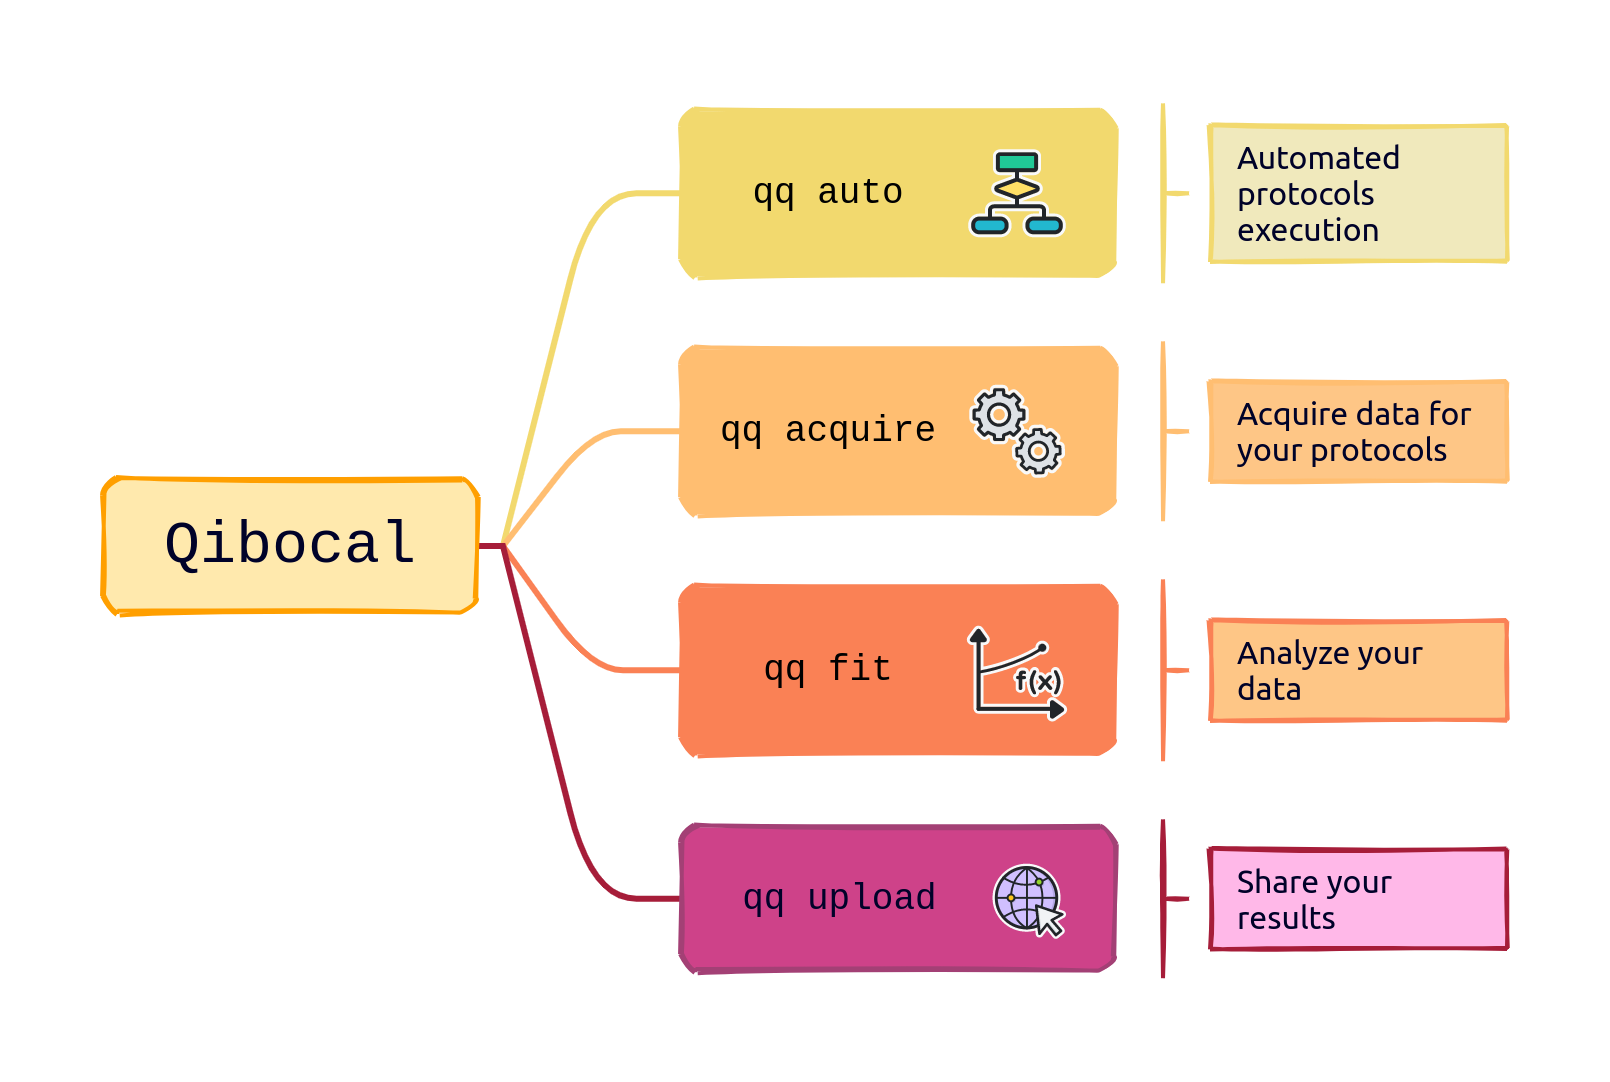 Qibocal
qq auto
Automated
protocols
execution
qq acquire
Acquire data for
your protocols
qq fit
f(x)
Analyze your
data
qq upload
Share your
results